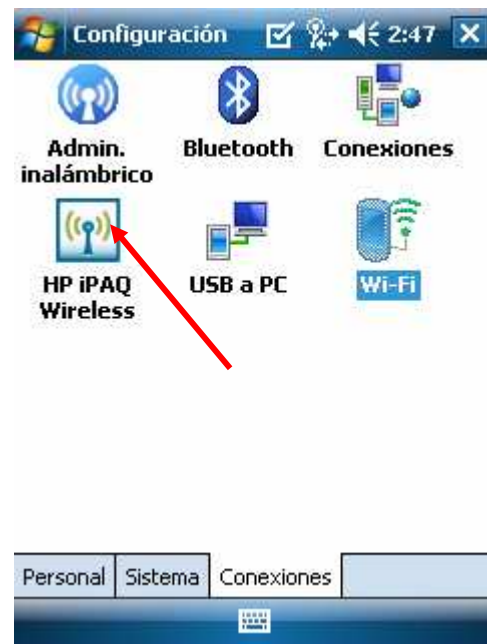 Configuración 2:47
Admin. Bluetooth Conexiones
inalámbrico
HP iPAQ USB a PC Wi-Fi
Wireless
Personal Sistema Conexiones